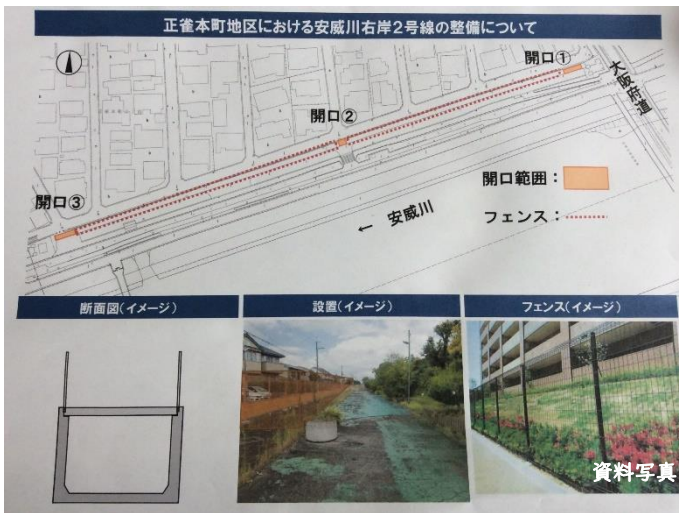 正雀本町地区における安威川右岸2号線の整備について
開口①
大阪府道
開口②
開口範囲：
開口③
フェンス：
← 安威川
断面図(イメージ)
設置(イメージ)
フェンス(イメージ)
資料写真